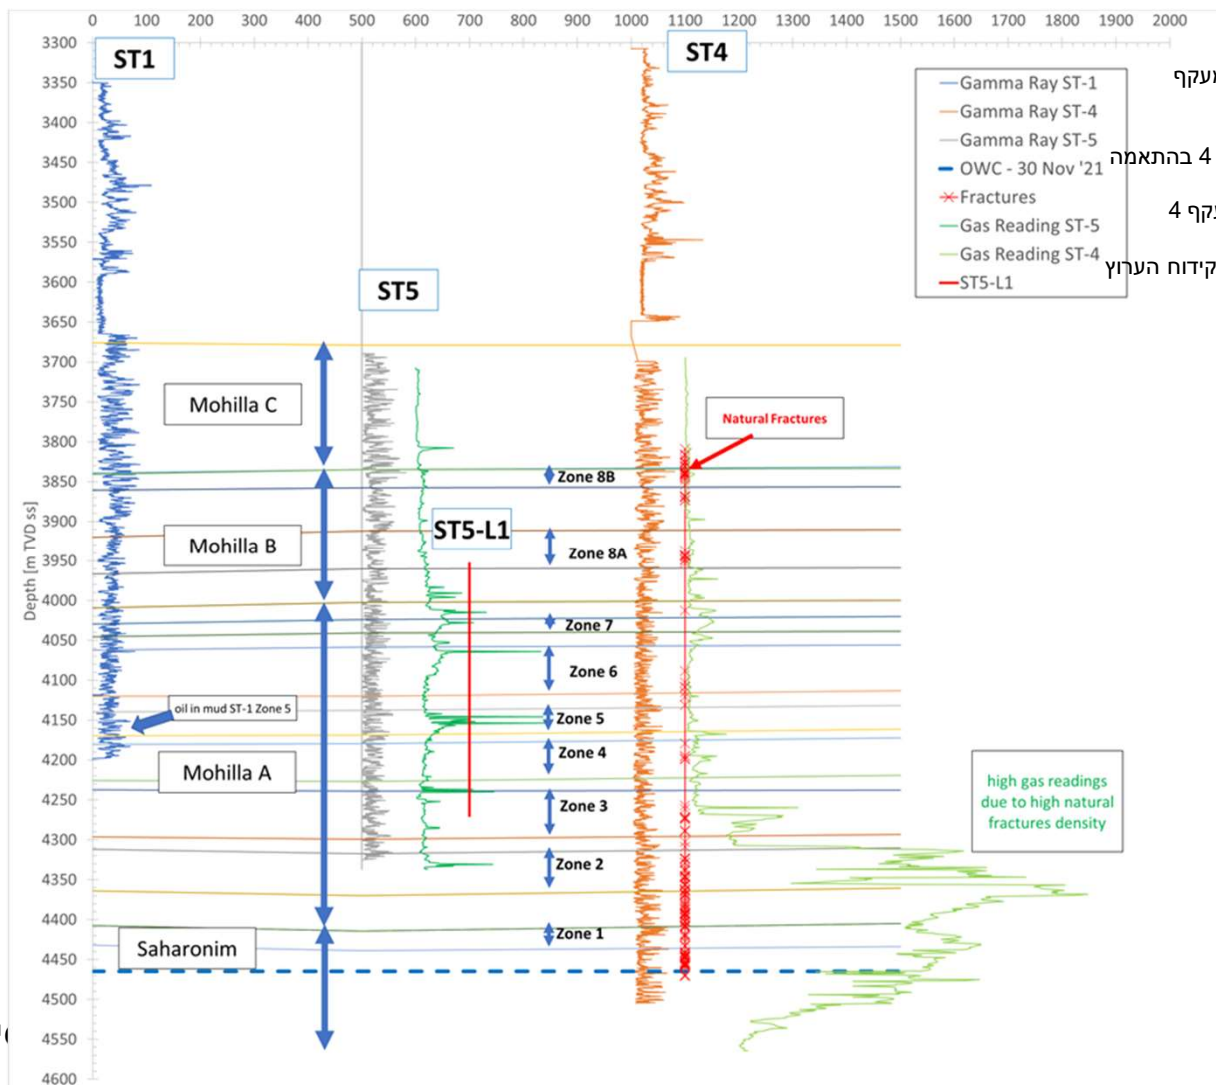 0 100 200 300 400 500 600 700 800 900 1000 1100 1200 1300 1400 1500 1600 1700 1800 1900 2000
3300
3350
3400
3450
3500
3550
3600
3650
3700
3750
3800
3850
3900
3950
4000
4050
4100
4150
4200
4250
4300
4350
4400
4450
4500
4550
4600
Depth [m TVD ss]
ST1
ST5
ST4
Gamma Ray ST-1
Gamma Ray ST-4
Gamma Ray ST-5
OWC - 30 Nov '21
Fractures
Gas Reading ST-5
Gas Reading ST-4
ST5-L1
4 בהתאמה
4
קידוח הערוץ
Mohilla C
Natural Fractures
Zone 8B
ST5-L1
Mohilla B
Zone 8A
Zone 7
Zone 6
oil in mud ST-1 Zone 5
Zone 5
Zone 4
Mohilla A
Zone 3
high gas readings
due to high natural
fractures density
Zone 2
Zone 1
Saharonim